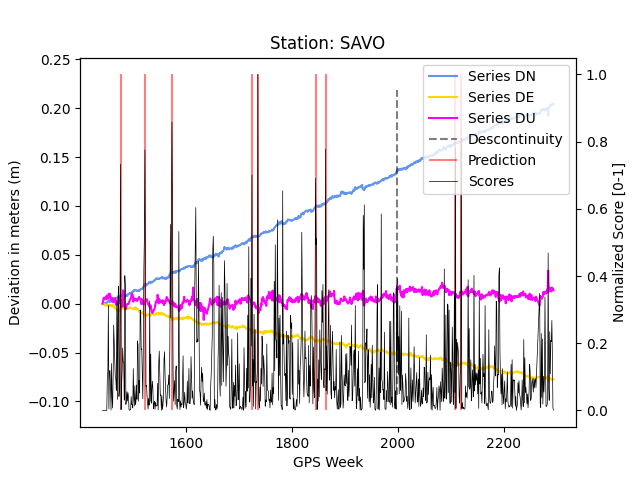 Station: SAVO
Deviation in meters (m)
0.25
0.20
0.15
0.10
0.05
0.00
−0.05
−0.10
Series DN
Series DE
Series DU
Descontinuity
Prediction
Scores
1.0
0.8
0.6
0.4
0.2
0.0
Normalized Score [0-1]
1600
1800
2000
2200
GPS Week